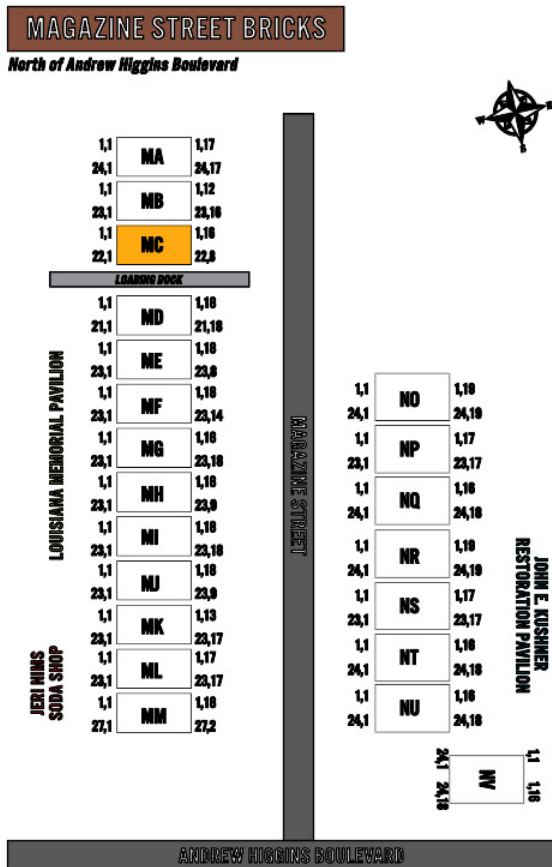 MAGAZINE STREET BRICKS
North of Andrew Higgins Boulevard
N
W
E
S
1,1 MA 1,17
24,1 24,17
1,1 MB 1,12
23,1 23,16
1,1 MC 1,16
22,1 22,8
LOADING DOCK
1,1 MD 1,18
21,1 21,18
1,1 ME 1,18
23,1 23,8
1,1 MF 1,18
23,1 23,14
1,1 MG 1,16
23,1 23,18
1,1 MH 1,18
23,1 23,9
1,1 MI 1,18
23,1 23,18
1,1 MJ 1,18
23,1 23,9
1,1 MK 1,13
23,1 23,17
1,1 ML 1,17
23,1 23,17
1,1 MM 1,18
27,1 27,2
LOUISIANA MEMORIAL PAVILION
JERI NIMS
SODA SHOP
MAGAZINE STREET
1,1 NO 1,19
24,1 24,19
1,1 NP 1,17
23,1 23,17
1,1 NQ 1,16
24,1 24,18
1,1 NR 1,19
24,1 24,19
1,1 NS 1,17
23,1 23,17
1,1 NT 1,16
24,1 24,18
1,1 NU 1,16
24,1 24,18
JOHN E. KUSHNER
RESTORATION PAVILION
24,1 NV 1,1
24,18 1,16
ANDREW HIGGINS BOULEVARD